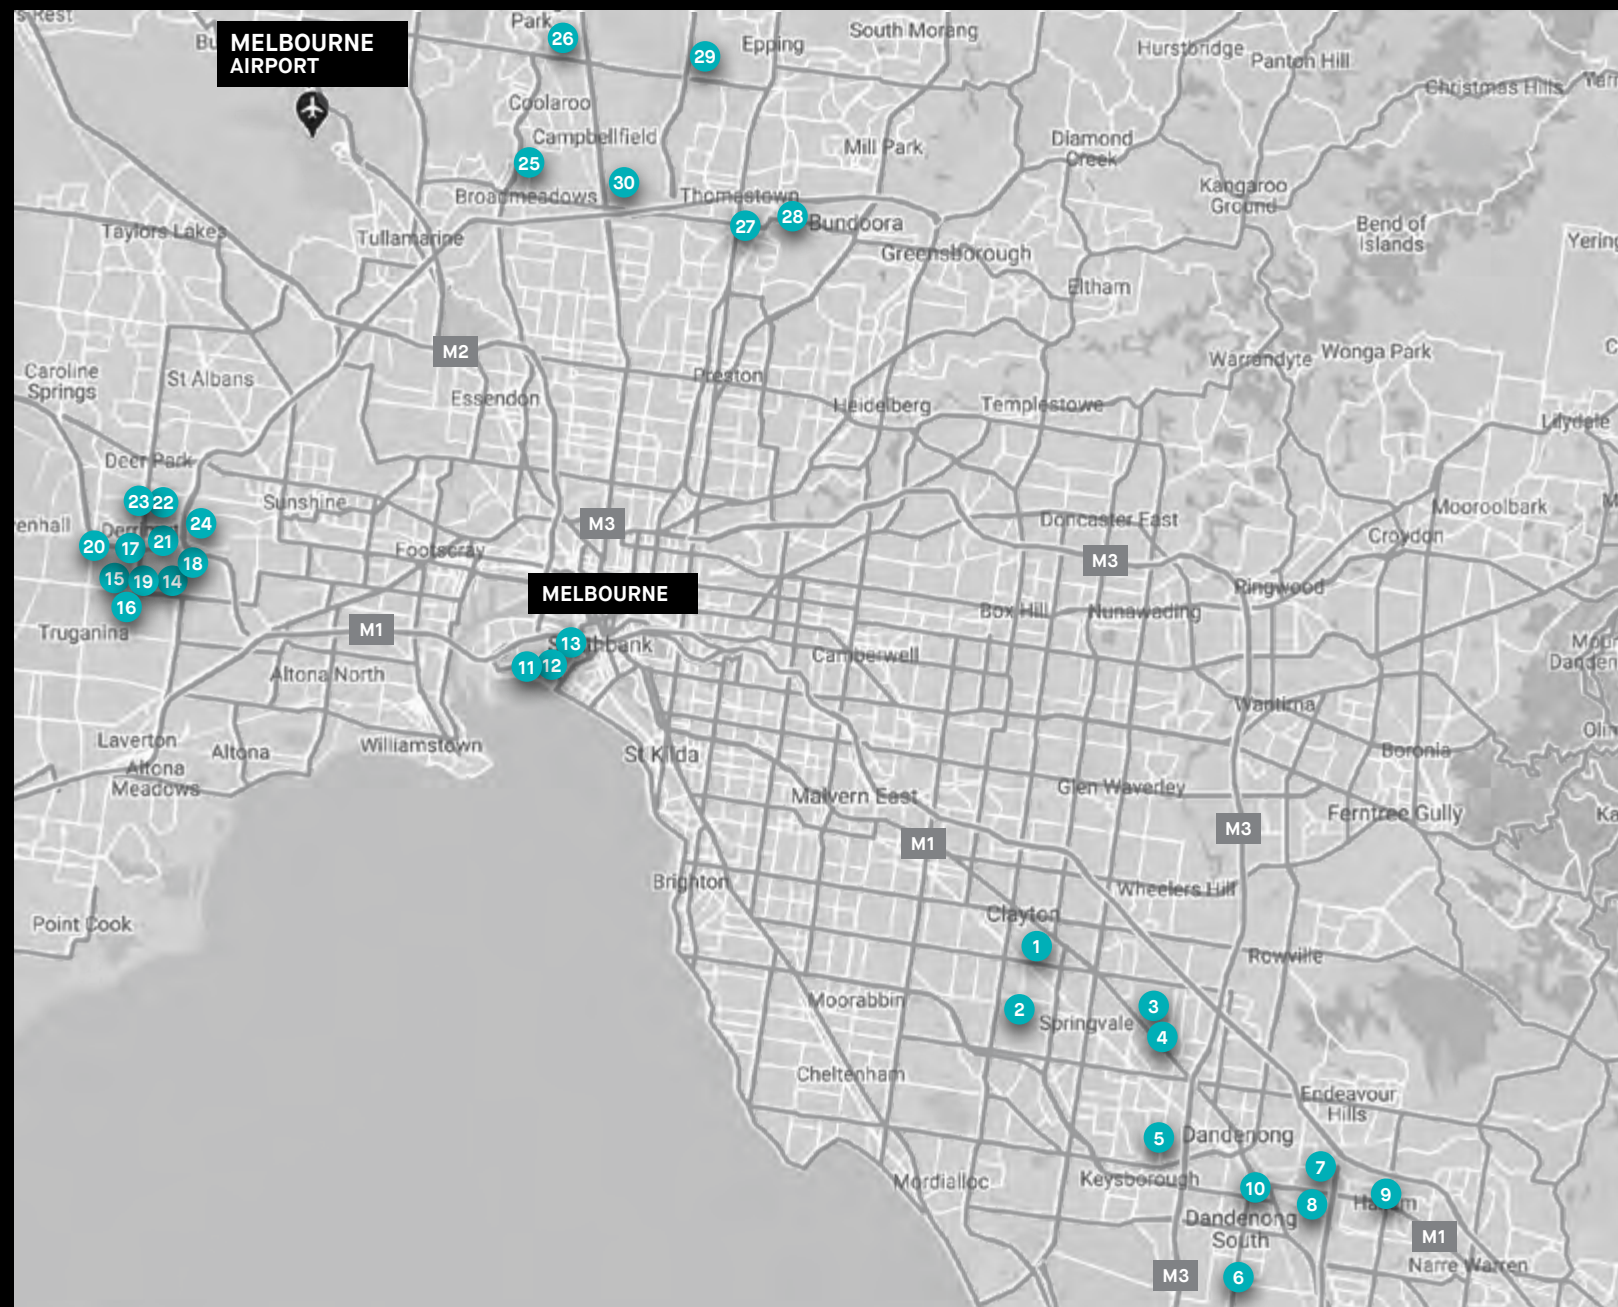 Park
26
MELBOURNE
AIRPORT
29
Epping
South Morang
Hurstbridge
Panton Hill
Christmas Hills
Coolaroo
Campbellfield
Mill Park
Diamond
Creek
25
30
Broadmeadows
Thomastown
Kangaroo
Ground
27
28
Bundoora
Bend of
Islands
Taylors Lakes
Tullamarine
Greensborough
Eltham
M2
Caroline
Springs
St Albans
Essendon
Preston
Heidelberg
Templestowe
Warrandyte
Wonga Park
Lilydale
Deer Park
Sunshine
23
22
24
20
17
21
18
15
19
14
16
Footscray
M3
Doncaster East
M3
Mooroolbark
Croydon
Ringwood
MELBOURNE
Box Hill
Nunawading
Truganina
M1
13
Southbank
11
12
Camberwell
Altona North
Wantirna
Laverton
Altona
Altona
Meadows
Williamstown
St Kilda
Malvern East
Glen Waverley
Boronia
Ferntree Gully
M1
M3
Brighton
Wheelers Hill
Point Cook
Clayton
1
Rowville
Moorabbin
2
Springvale
3
4
Cheltenham
Endeavour
Hills
5
Dandenong
Mordialloc
Keysborough
7
10
8
9
Hallam
Dandenong
South
M1
Narre Warren
M3
6